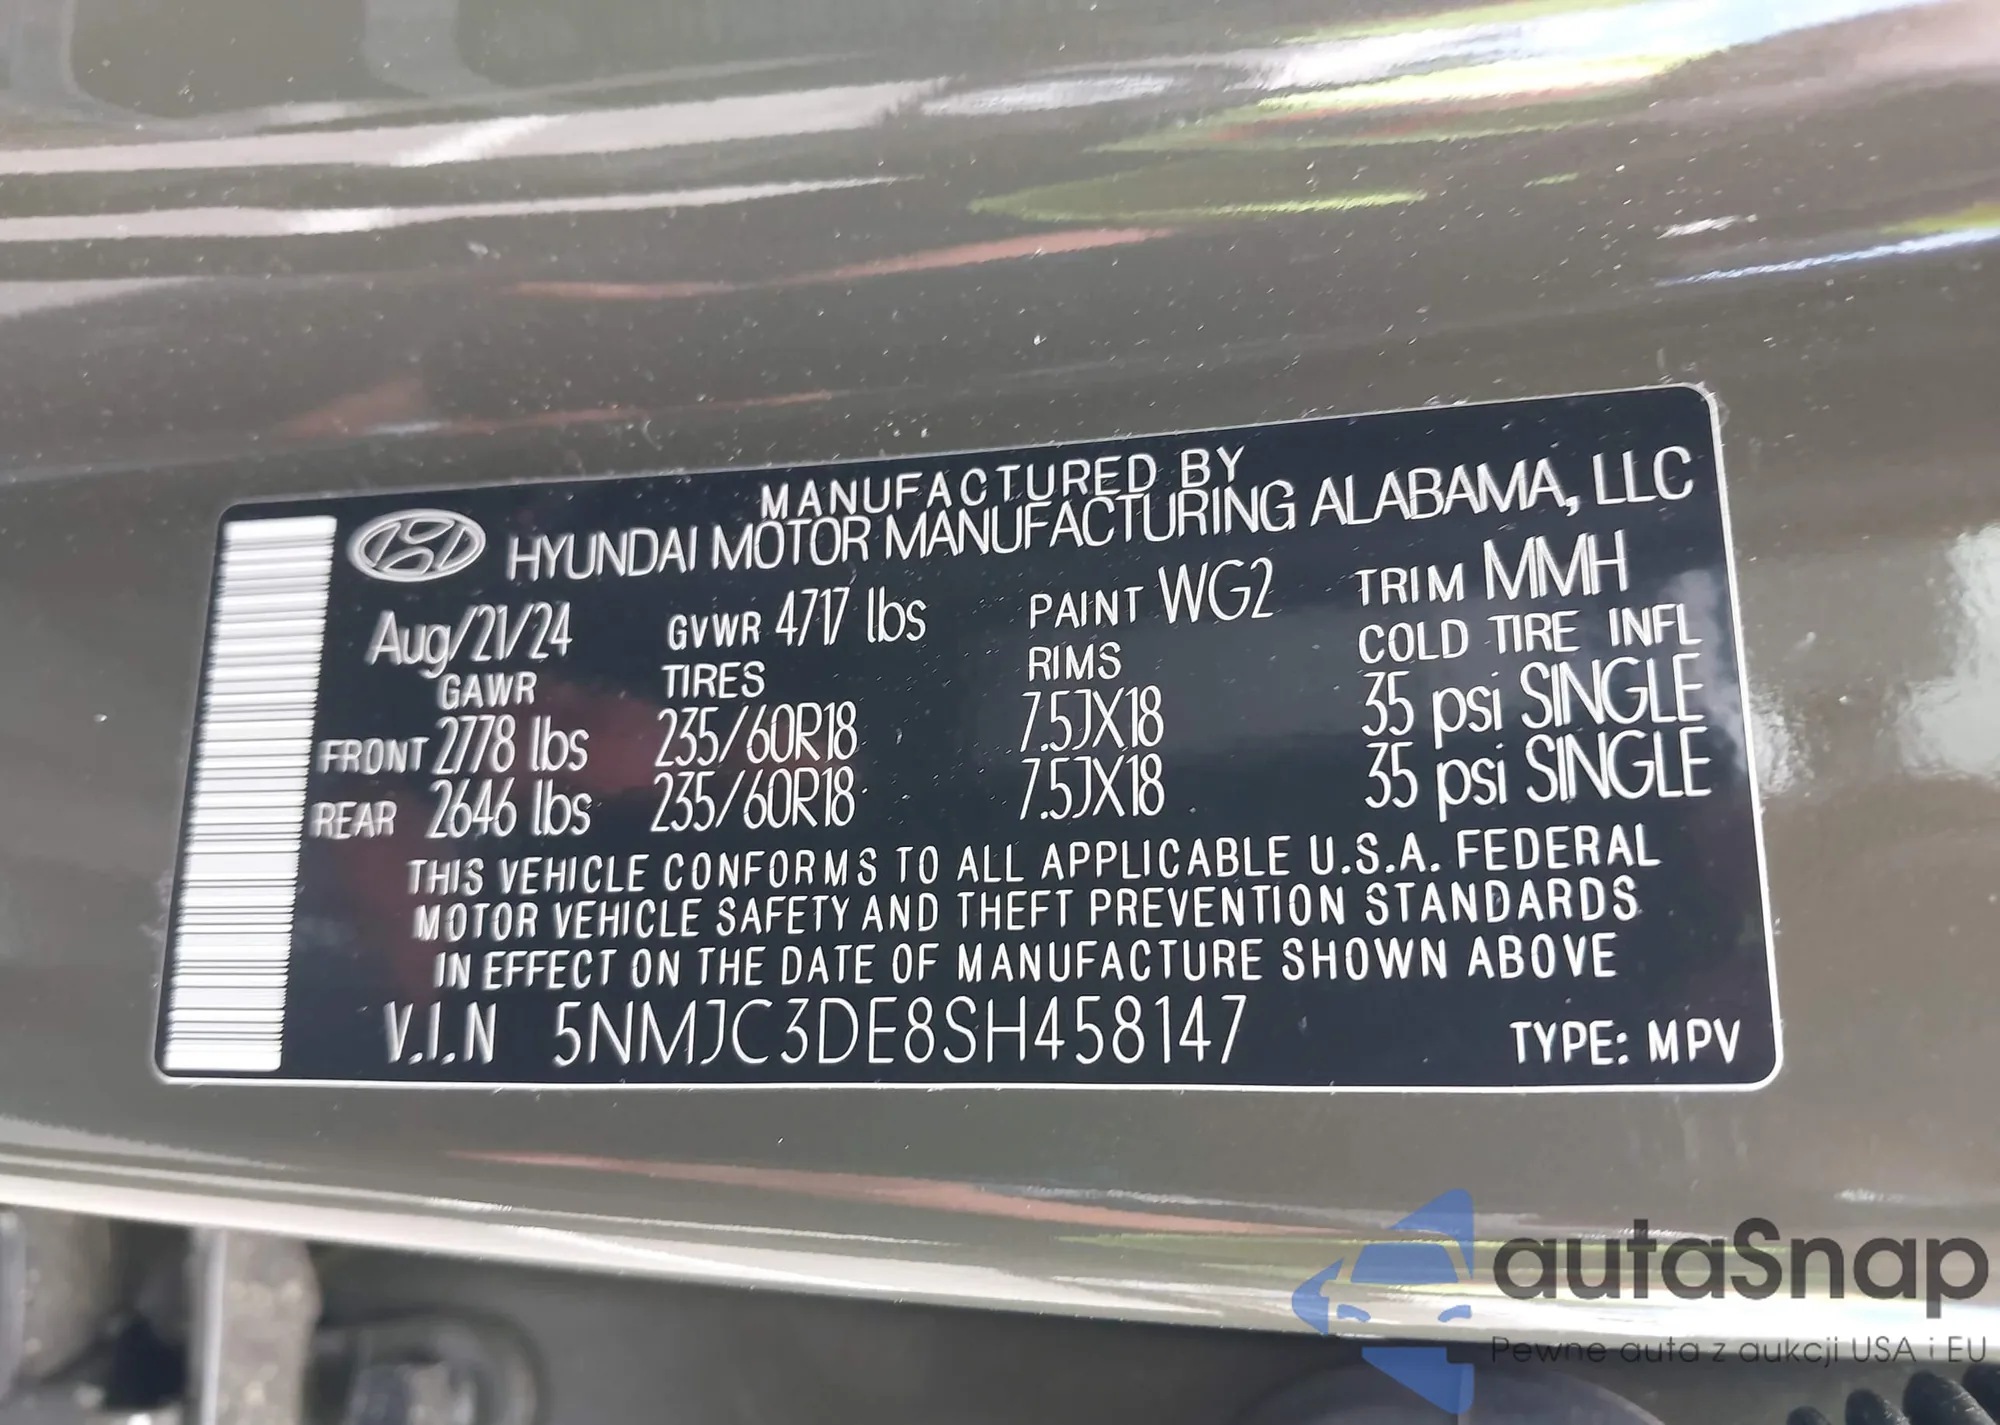 MANUFACTURED BY
HYUNDAI MOTOR MANUFACTURING ALABAMA, LLC
Aug/21/24 GVWR 4717 lbs PAINT WG2 TRIM MMH
GAWR TIRES RIMS COLD TIRE INFL
FRONT 2778 lbs 235/60R18 7.5JX18 35 psi SINGLE
REAR 2646 lbs 235/60R18 7.5JX18 35 psi SINGLE
THIS VEHICLE CONFORMS TO ALL APPLICABLE U.S.A. FEDERAL
MOTOR VEHICLE SAFETY AND THEFT PREVENTION STANDARDS
IN EFFECT ON THE DATE OF MANUFACTURE SHOWN ABOVE
V.I.N 5NMJC3DE8SH458147 TYPE: MPV
autaSnap
Pewne auta z aukcji USA i EU